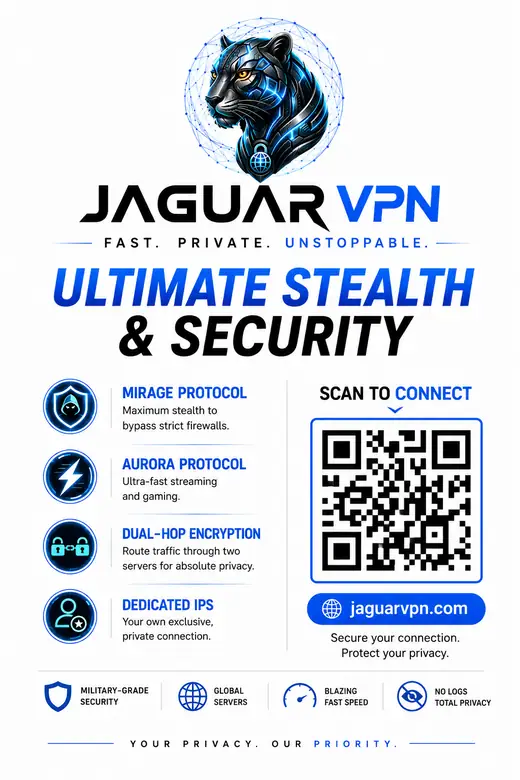 JAGUAR VPN
FAST. PRIVATE. UNSTOPPABLE.
ULTIMATE STEALTH
& SECURITY
MIRAGE PROTOCOL
Maximum stealth to
bypass strict firewalls.
AURORA PROTOCOL
Ultra-fast streaming
and gaming.
DUAL-HOP ENCRYPTION
Route traffic through two
servers for absolute privacy.
DEDICATED IPS
Your own exclusive,
private connection.
SCAN TO CONNECT
jaguarvpn.com
Secure your connection.
Protect your privacy.
MILITARY-GRADE
SECURITY
GLOBAL
SERVERS
BLAZING
FAST SPEED
NO LOGS
TOTAL PRIVACY
YOUR PRIVACY. OUR PRIORITY.